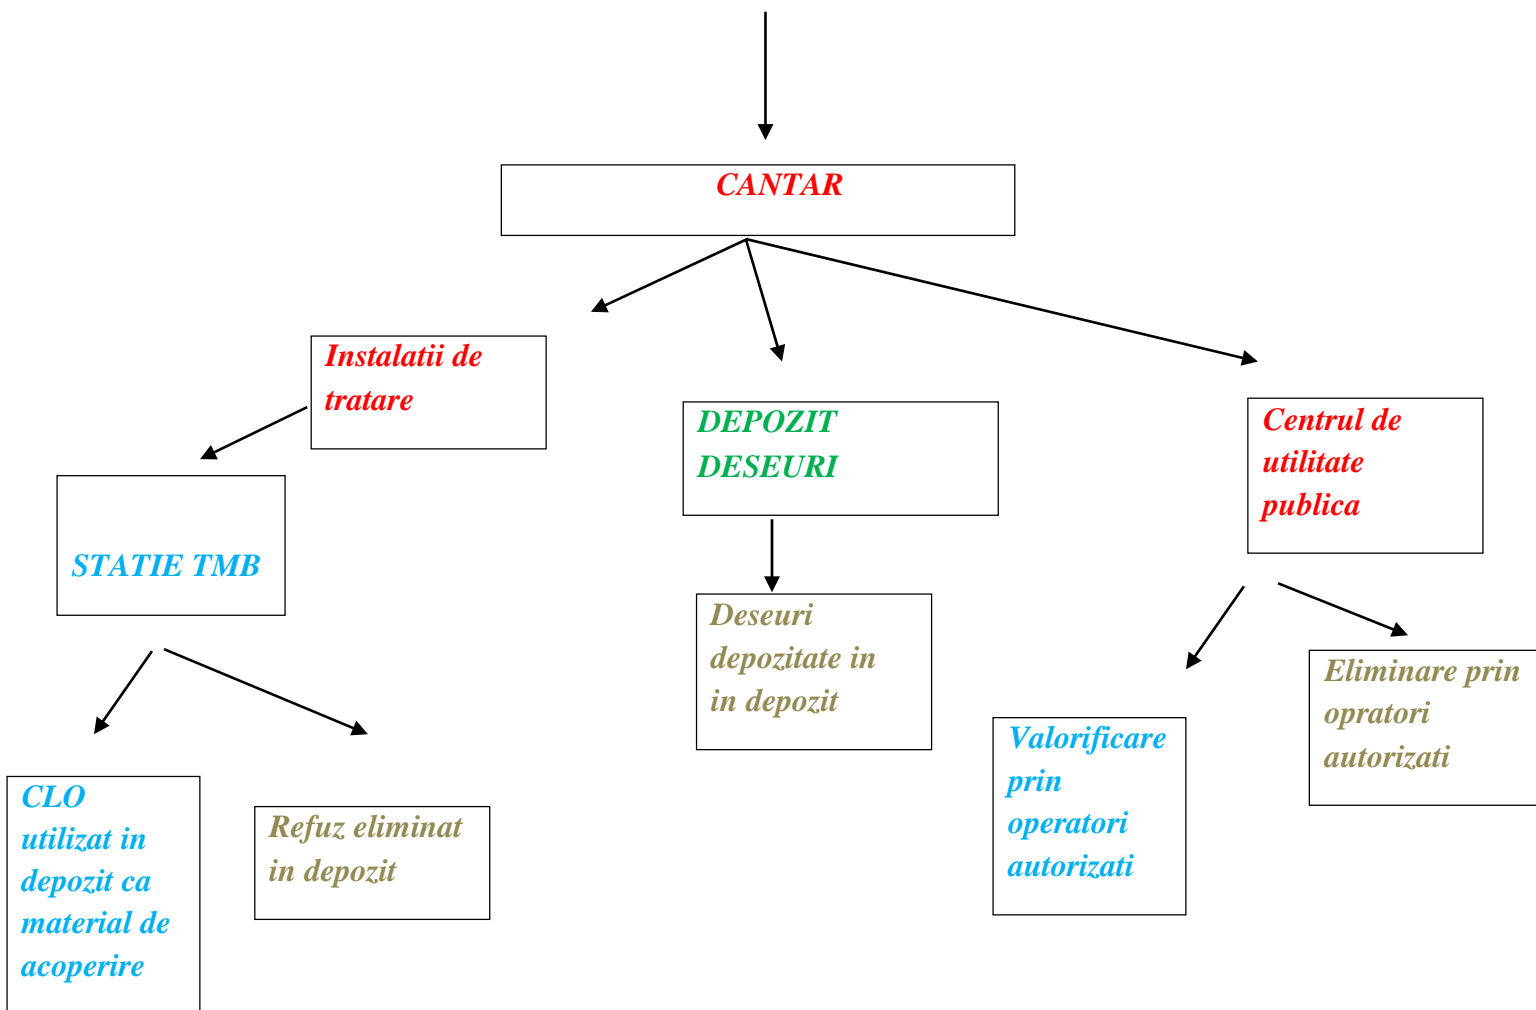 CANTAR
Instalatii de
tratare
DEPOZIT
DESEURI
Centrul de
utilitate
publica
STATIE TMB
Deseuri
depozitate in
in depozit
Eliminare prin
opratori
autorizati
Valorificare
prin
operatori
autorizati
CLO
utilizat in
depozit ca
material de
acoperire
Refuz eliminat
in depozit